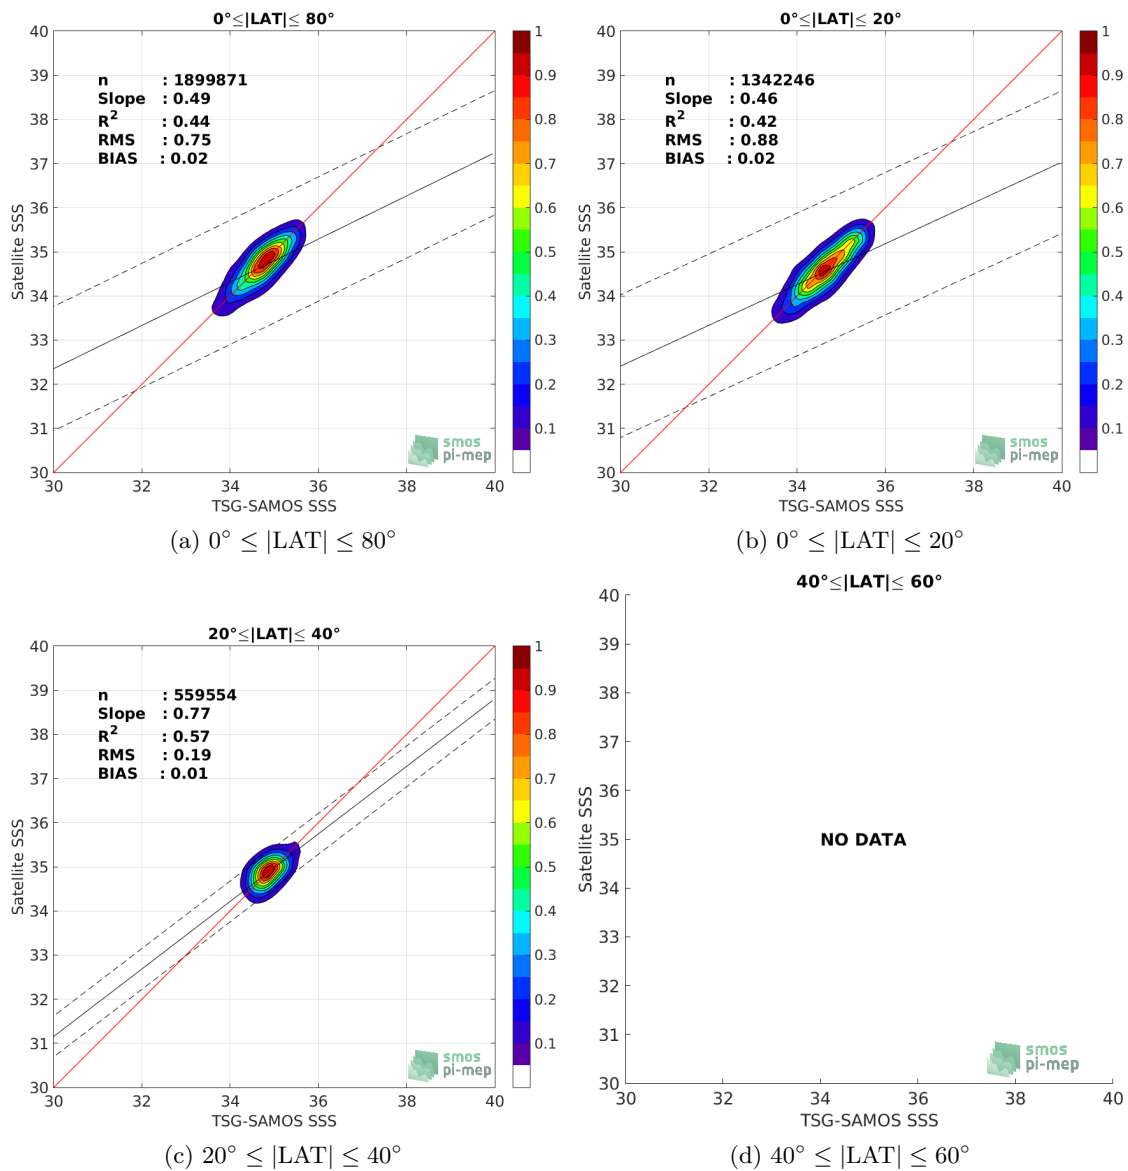 0°≤|LAT|≤ 80°
40
39
38
37
36
35
34
33
32
31
30
30 32 34 36 38 40
Satellite SSS
TSG-SAMOS SSS
n : 1899871
Slope : 0.49
R² : 0.44
RMS : 0.75
BIAS : 0.02
1
0.9
0.8
0.7
0.6
0.5
0.4
0.3
0.2
0.1
smos
pi-mep
(a) 0° ≤ |LAT| ≤ 80°
0°≤|LAT|≤ 20°
40
39
38
37
36
35
34
33
32
31
30
30 32 34 36 38 40
Satellite SSS
TSG-SAMOS SSS
n : 1342246
Slope : 0.46
R² : 0.42
RMS : 0.88
BIAS : 0.02
1
0.9
0.8
0.7
0.6
0.5
0.4
0.3
0.2
0.1
smos
pi-mep
(b) 0° ≤ |LAT| ≤ 20°
20°≤|LAT|≤ 40°
40
39
38
37
36
35
34
33
32
31
30
30 32 34 36 38 40
Satellite SSS
TSG-SAMOS SSS
n : 559554
Slope : 0.77
R² : 0.57
RMS : 0.19
BIAS : 0.01
1
0.9
0.8
0.7
0.6
0.5
0.4
0.3
0.2
0.1
smos
pi-mep
(c) 20° ≤ |LAT| ≤ 40°
40°≤|LAT|≤ 60°
40
39
38
37
36
35
34
33
32
31
30
30 32 34 36 38 40
Satellite SSS
TSG-SAMOS SSS
NO DATA
smos
pi-mep
(d) 40° ≤ |LAT| ≤ 60°